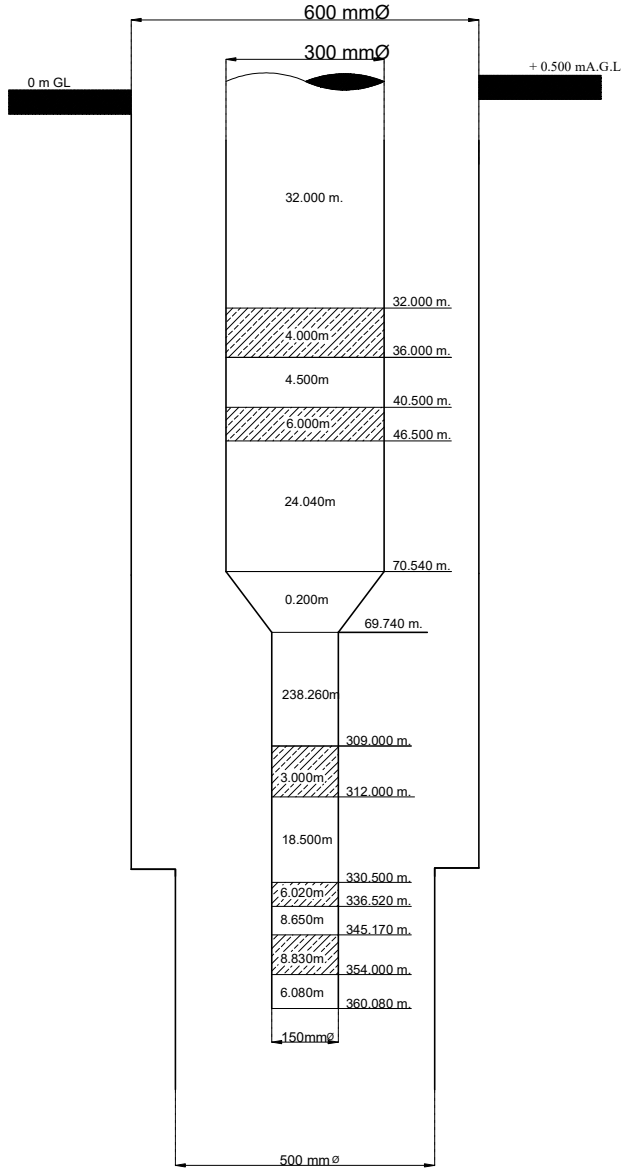 600 mmØ
300 mmØ
0 m GL
+ 0.500 mA.G.L
32.000 m.
32.000 m.
4.000m
36.000 m.
4.500m
40.500 m.
6.000m
46.500 m.
24.040m
70.540 m.
0.200m
69.740 m.
238.260m
309.000 m.
3.000m.
312.000 m.
18.500m
330.500 m.
6.020m
336.520 m.
8.650m
345.170 m.
8.830m.
354.000 m.
6.080m
360.080 m.
150mmØ
500 mmØ